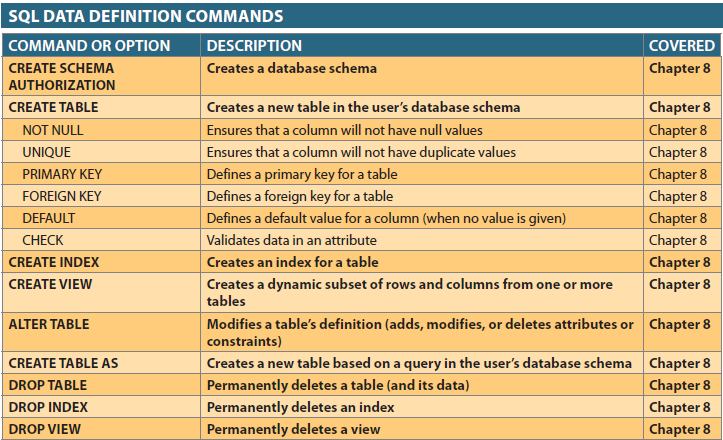 SQL DATA DEFINITION COMMANDS
COMMAND OR OPTION DESCRIPTION COVERED
CREATE SCHEMA AUTHORIZATION Creates a database schema Chapter 8
CREATE TABLE Creates a new table in the user's database schema Chapter 8
NOT NULL Ensures that a column will not have null values Chapter 8
UNIQUE Ensures that a column will not have duplicate values Chapter 8
PRIMARY KEY Defines a primary key for a table Chapter 8
FOREIGN KEY Defines a foreign key for a table Chapter 8
DEFAULT Defines a default value for a column (when no value is given) Chapter 8
CHECK Validates data in an attribute Chapter 8
CREATE INDEX Creates an index for a table Chapter 8
CREATE VIEW Creates a dynamic subset of rows and columns from one or more tables Chapter 8
ALTER TABLE Modifies a table's definition (adds, modifies, or deletes attributes or constraints) Chapter 8
CREATE TABLE AS Creates a new table based on a query in the user's database schema Chapter 8
DROP TABLE Permanently deletes a table (and its data) Chapter 8
DROP INDEX Permanently deletes an index Chapter 8
DROP VIEW Permanently deletes a view Chapter 8